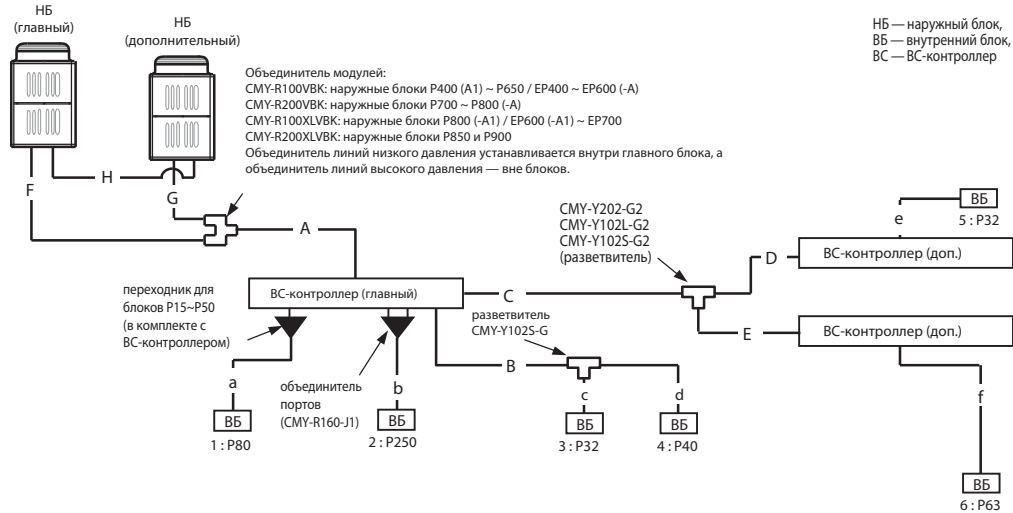 НБ
(главный)
НБ
(дополнительный)
НБ — наружный блок,
ВБ — внутренний блок,
ВС — ВС-контроллер
Объединитель модулей:
CMY-R100VBK: наружные блоки P400 (A1) ~ P650 / EP400 ~ EP600 (-A)
CMY-R200VBK: наружные блоки P700 ~ P800 (-A)
CMY-R100XLVBK: наружные блоки P800 (-A1) / EP600 (-A1) ~ EP700
CMY-R200XLVBK: наружные блоки P850 и P900
Объединитель линий низкого давления устанавливается внутри главного блока, а
объединитель линий высокого давления — вне блоков.
F
H
G
A
CMY-Y202-G2
CMY-Y102L-G2
CMY-Y102S-G2
(разветвитель)
e
ВБ
5 : P32
D
ВС-контроллер (доп.)
переходник для
блоков P15~P50
(в комплекте с
ВС-контроллером)
ВС-контроллер (главный)
C
разветвитель
CMY-Y102S-G
E
ВС-контроллер (доп.)
B
a
объединитель
портов
(CMY-R160-J1)
b
c
d
f
ВБ
1 : P80
ВБ
2 : P250
ВБ
3 : P32
ВБ
4 : P40
ВБ
6 : P63